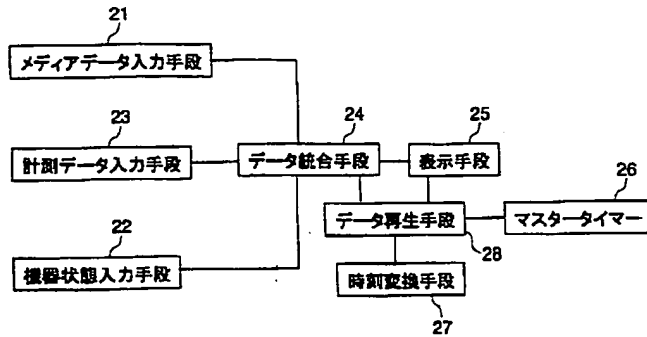 21
メディアデータ入力手段
23
計測データ入力手段
22
機器状態入力手段
24
データ統合手段
25
表示手段
26
マスタータイマー
データ再生手段
28
時刻変換手段
27